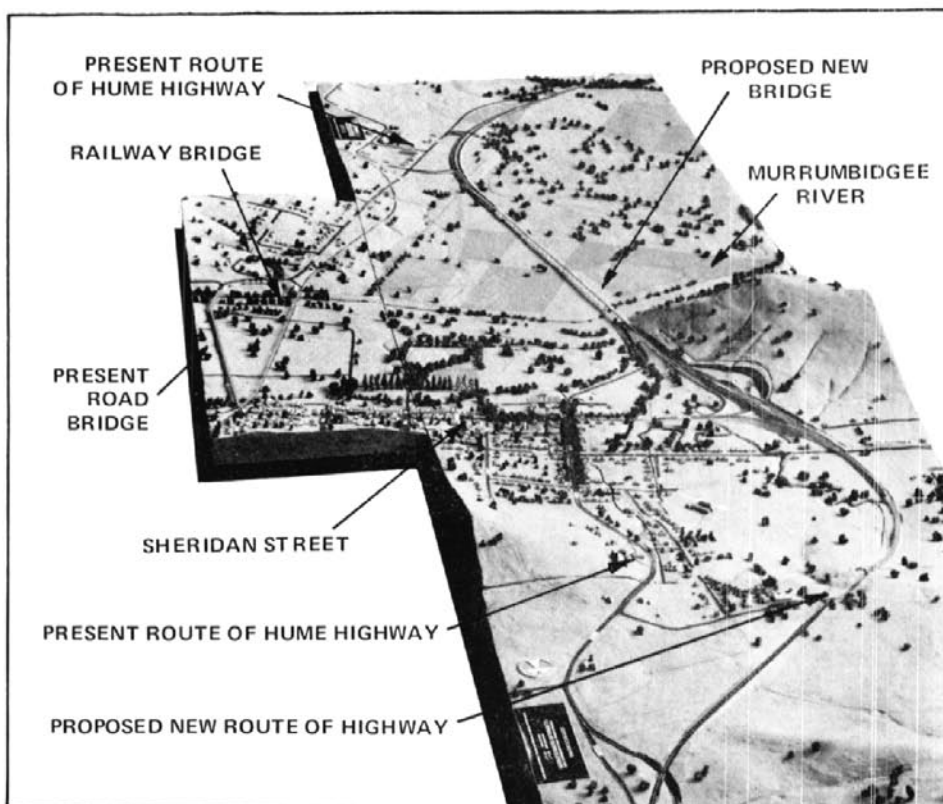 PRESENT ROUTE
OF HUME HIGHWAY
PROPOSED NEW
BRIDGE
RAILWAY BRIDGE
MURRUMBIDGEE
RIVER
PRESENT
ROAD
BRIDGE
SHERIDAN STREET
PRESENT ROUTE OF HUME HIGHWAY
PROPOSED NEW ROUTE OF HIGHWAY